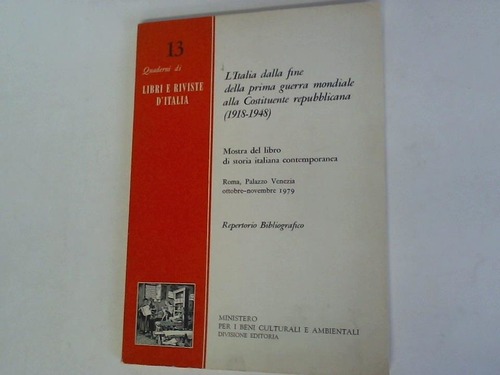 13
Quaderni di
LIBRI E RIVISTE
D'ITALIA
L'Italia dalla fine
della prima guerra mondiale
alla Costituente repubblicana
(1918-1948)
Mostra del libro
di storia italiana contemporanea
Roma, Palazzo Venezia
ottobre-novembre 1979
Repertorio Bibliografico
MINISTERO
PER I BENI CULTURALI E AMBIENTALI
DIVISIONE EDITORIA